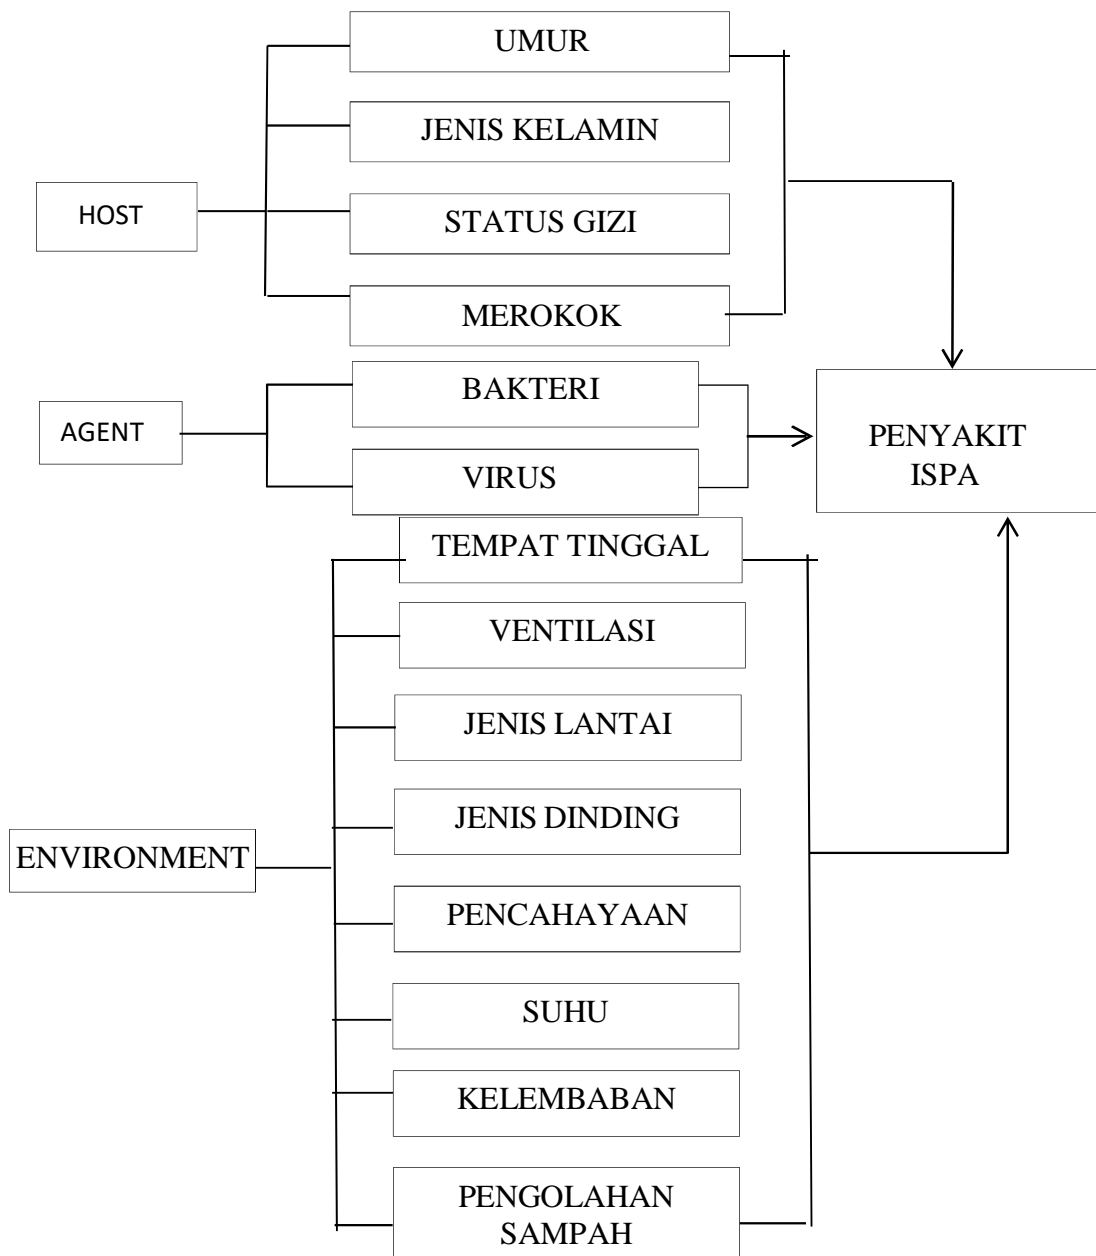 UMUR
JENIS KELAMIN
HOST
STATUS GIZI
MEROKOK
BAKTERI
AGENT
VIRUS
PENYAKIT
ISPA
TEMPAT TINGGAL
VENTILASI
JENIS LANTAI
JENIS DINDING
ENVIRONMENT
PENCAHAYAAN
SUHU
KELEMBABAN
PENGOLAHAN
SAMPAH